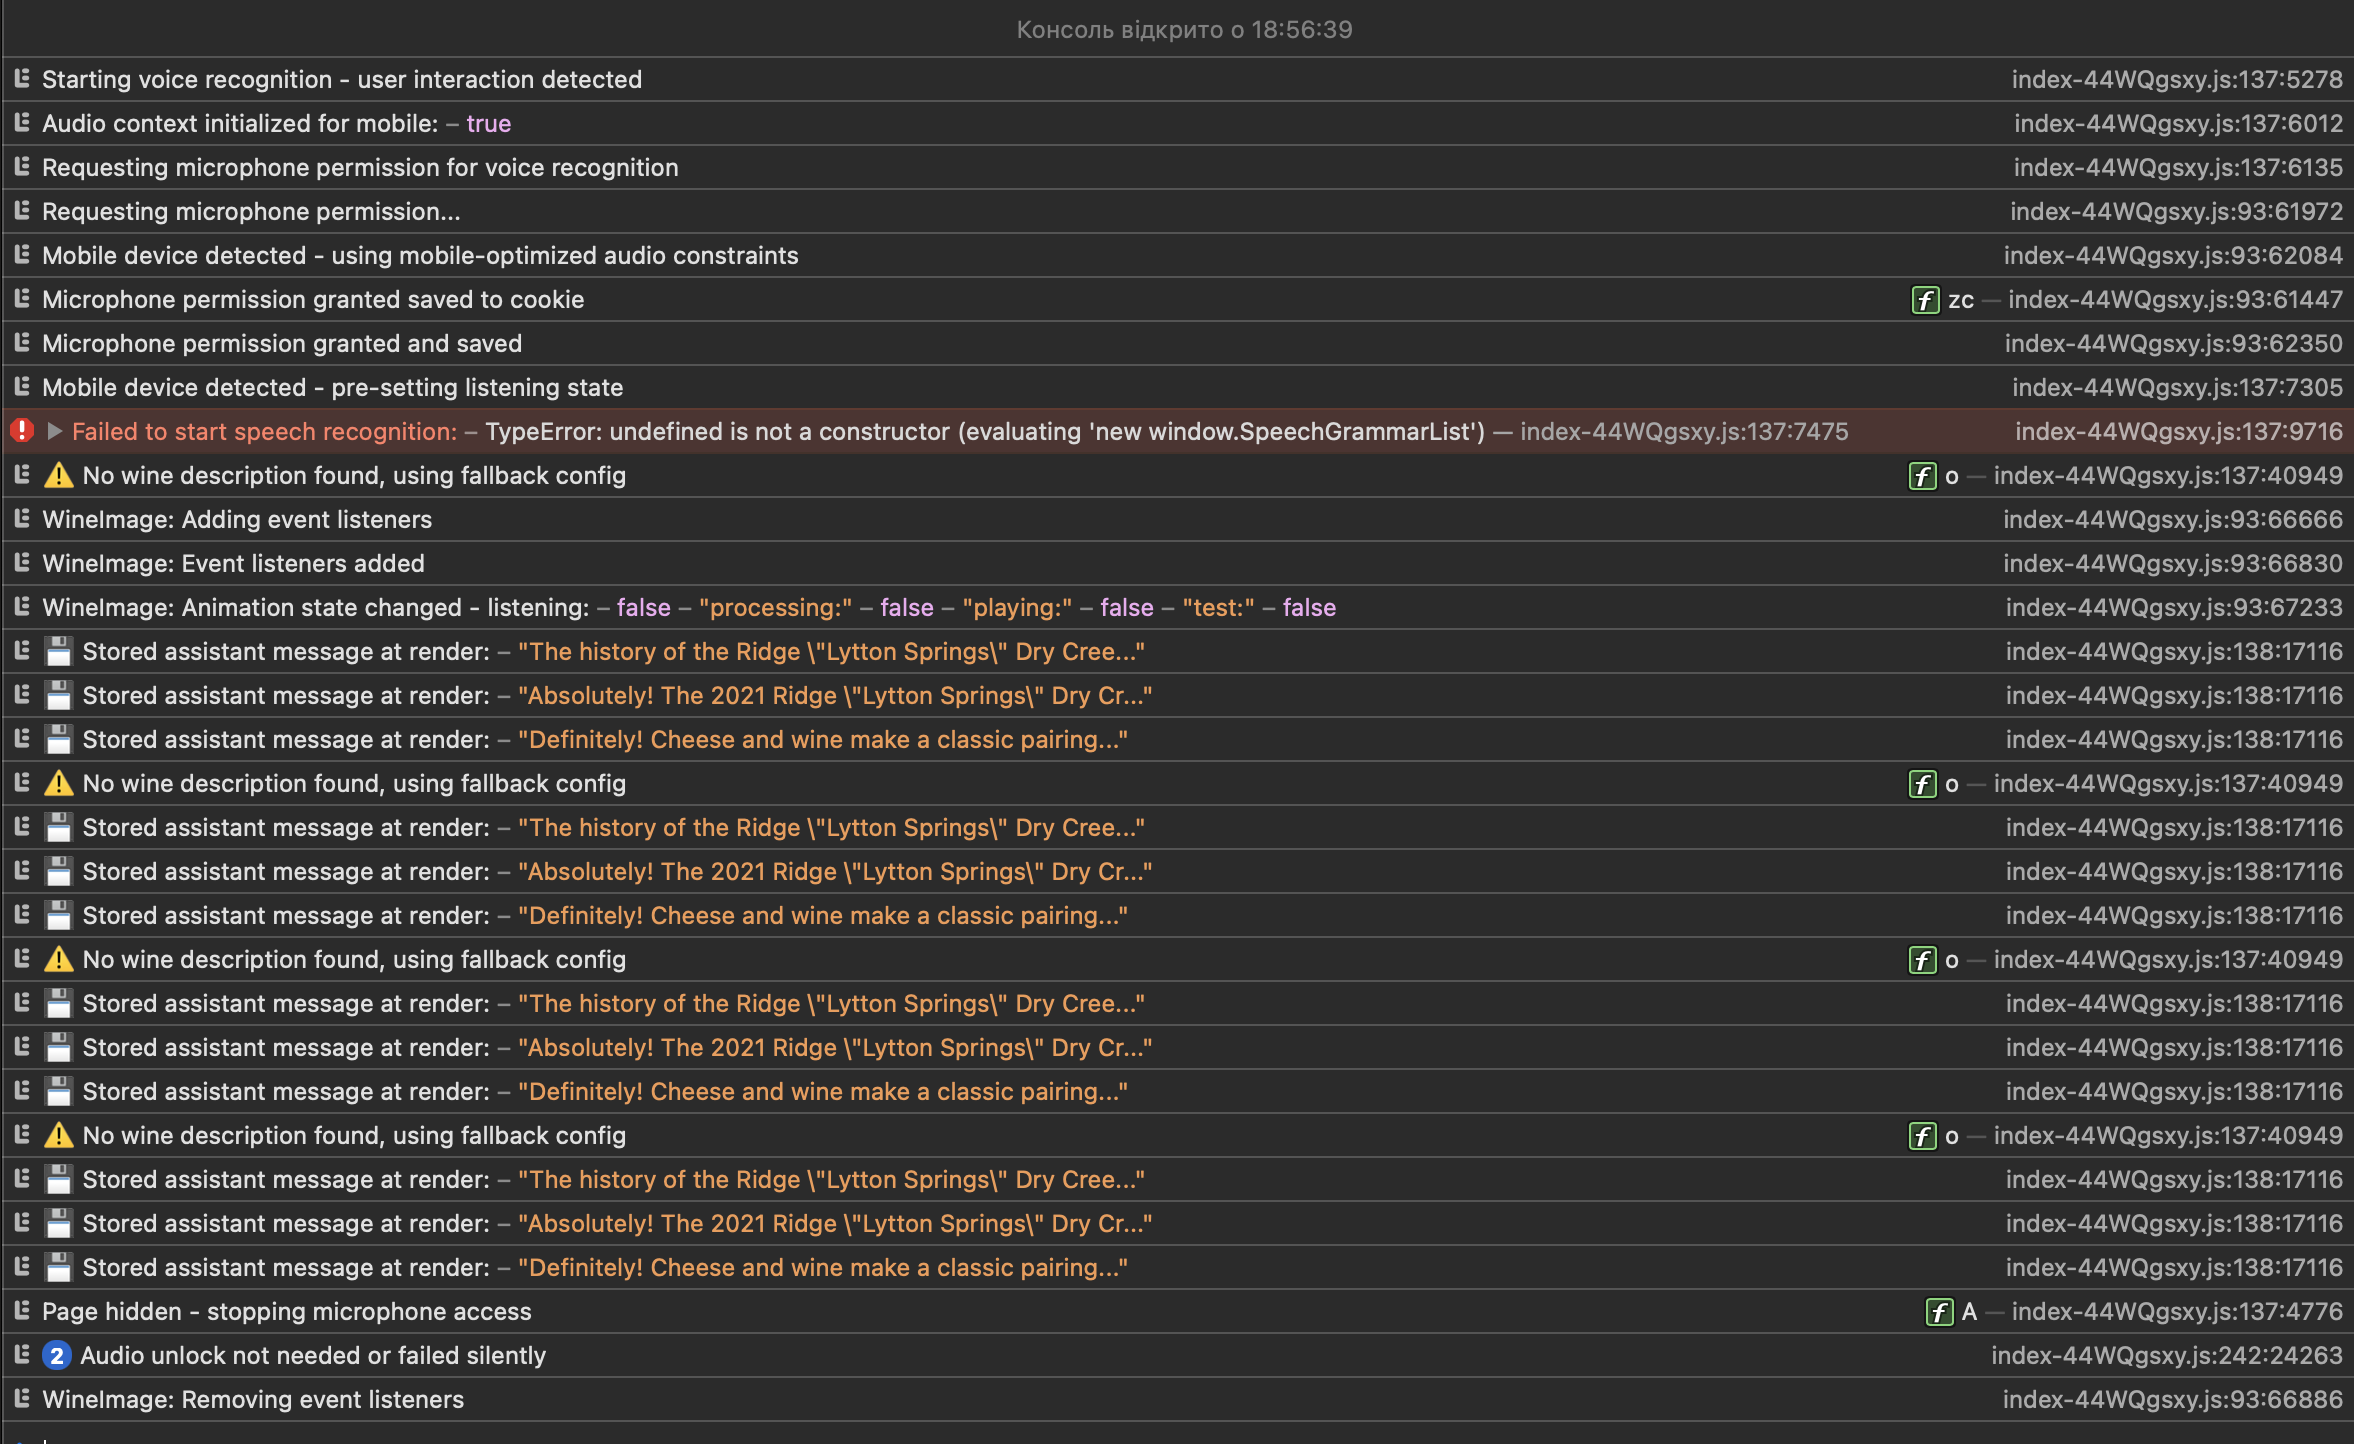 Консоль відкрито о 18:56:39
Starting voice recognition - user interaction detected index-44WQgsxy.js:137:5278
Audio context initialized for mobile: – true index-44WQgsxy.js:137:6012
Requesting microphone permission for voice recognition index-44WQgsxy.js:137:6135
Requesting microphone permission... index-44WQgsxy.js:93:61972
Mobile device detected - using mobile-optimized audio constraints index-44WQgsxy.js:93:62084
Microphone permission granted saved to cookie f zc — index-44WQgsxy.js:93:61447
Microphone permission granted and saved index-44WQgsxy.js:93:62350
Mobile device detected - pre-setting listening state index-44WQgsxy.js:137:7305
Failed to start speech recognition: – TypeError: undefined is not a constructor (evaluating 'new window.SpeechGrammarList') — index-44WQgsxy.js:137:7475 index-44WQgsxy.js:137:9716
⚠️ No wine description found, using fallback config f o — index-44WQgsxy.js:137:40949
WineImage: Adding event listeners index-44WQgsxy.js:93:66666
WineImage: Event listeners added index-44WQgsxy.js:93:66830
WineImage: Animation state changed - listening: – false – "processing:" – false – "playing:" – false – "test:" – false index-44WQgsxy.js:93:67233
💾 Stored assistant message at render: – "The history of the Ridge \"Lytton Springs\" Dry Cree..." index-44WQgsxy.js:138:17116
💾 Stored assistant message at render: – "Absolutely! The 2021 Ridge \"Lytton Springs\" Dry Cr..." index-44WQgsxy.js:138:17116
💾 Stored assistant message at render: – "Definitely! Cheese and wine make a classic pairing..." index-44WQgsxy.js:138:17116
⚠️ No wine description found, using fallback config f o — index-44WQgsxy.js:137:40949
💾 Stored assistant message at render: – "The history of the Ridge \"Lytton Springs\" Dry Cree..." index-44WQgsxy.js:138:17116
💾 Stored assistant message at render: – "Absolutely! The 2021 Ridge \"Lytton Springs\" Dry Cr..." index-44WQgsxy.js:138:17116
💾 Stored assistant message at render: – "Definitely! Cheese and wine make a classic pairing..." index-44WQgsxy.js:138:17116
⚠️ No wine description found, using fallback config f o — index-44WQgsxy.js:137:40949
💾 Stored assistant message at render: – "The history of the Ridge \"Lytton Springs\" Dry Cree..." index-44WQgsxy.js:138:17116
💾 Stored assistant message at render: – "Absolutely! The 2021 Ridge \"Lytton Springs\" Dry Cr..." index-44WQgsxy.js:138:17116
💾 Stored assistant message at render: – "Definitely! Cheese and wine make a classic pairing..." index-44WQgsxy.js:138:17116
⚠️ No wine description found, using fallback config f o — index-44WQgsxy.js:137:40949
💾 Stored assistant message at render: – "The history of the Ridge \"Lytton Springs\" Dry Cree..." index-44WQgsxy.js:138:17116
💾 Stored assistant message at render: – "Absolutely! The 2021 Ridge \"Lytton Springs\" Dry Cr..." index-44WQgsxy.js:138:17116
💾 Stored assistant message at render: – "Definitely! Cheese and wine make a classic pairing..." index-44WQgsxy.js:138:17116
Page hidden - stopping microphone access f A — index-44WQgsxy.js:137:4776
2 Audio unlock not needed or failed silently index-44WQgsxy.js:242:24263
WineImage: Removing event listeners index-44WQgsxy.js:93:66886